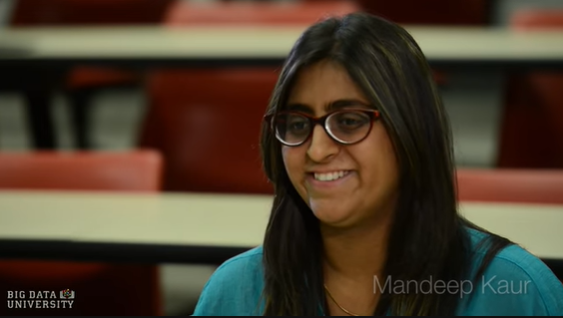 Mandeep Kaur
BIG DATA
UNIVERSITY